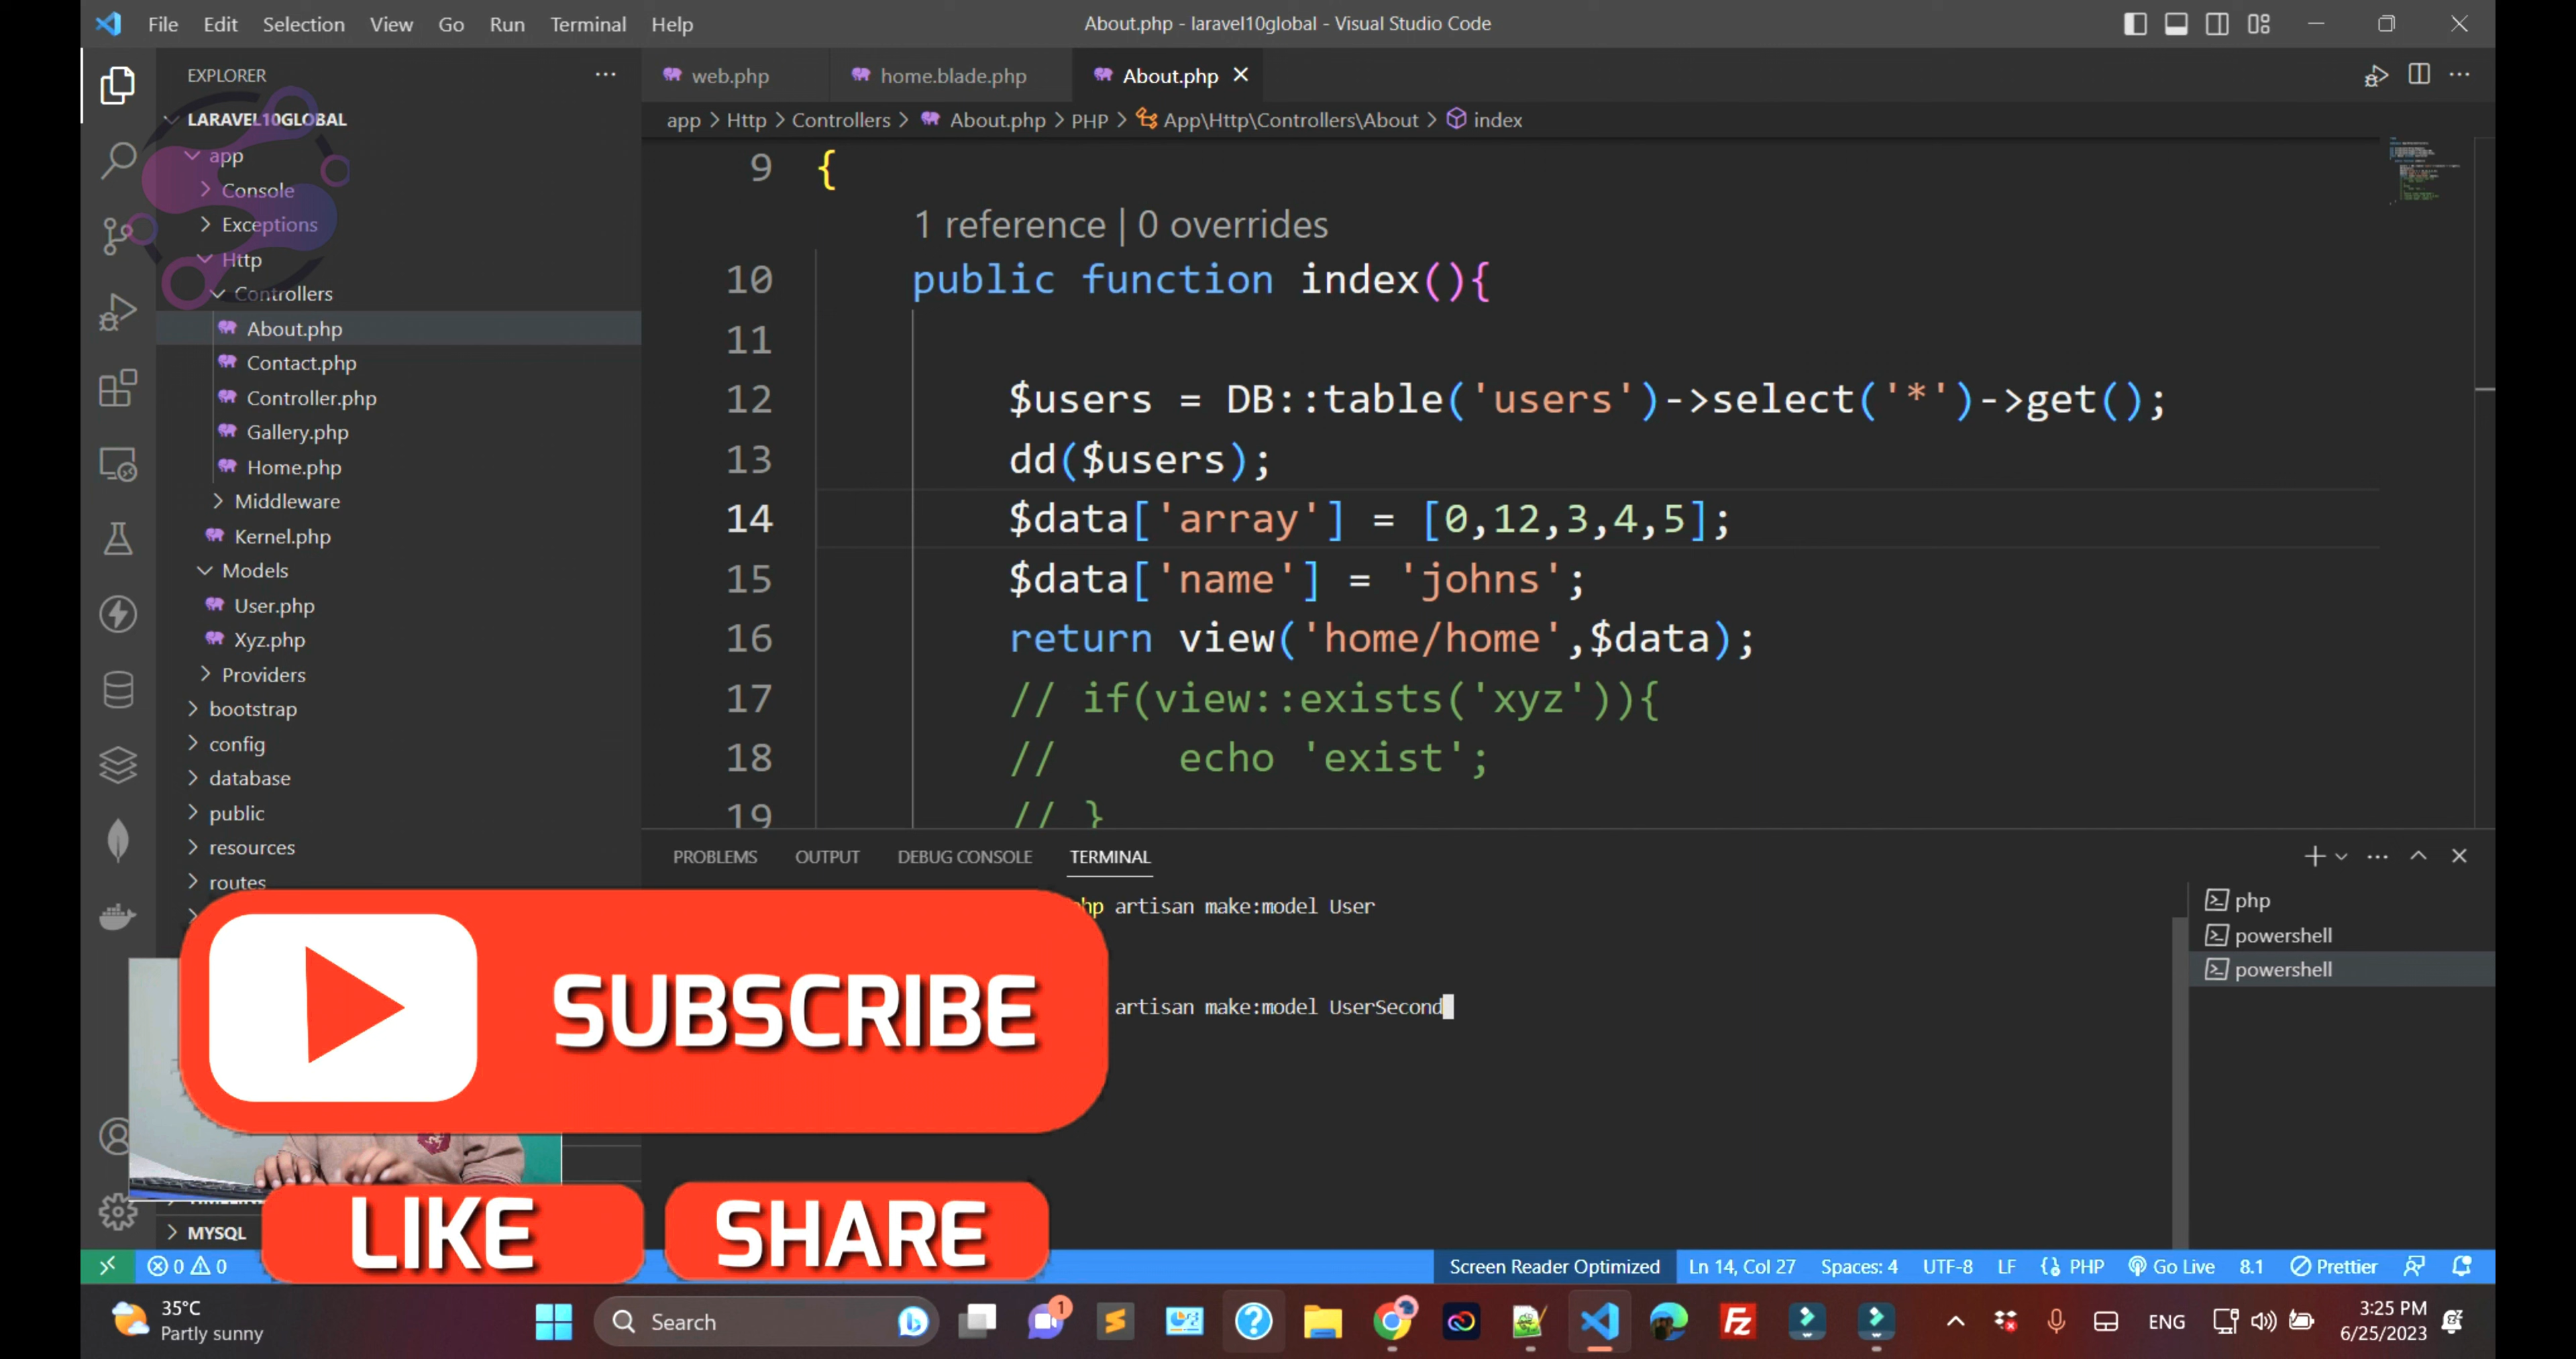 File Edit Selection View Go Run Terminal Help
About.php - laravel10global - Visual Studio Code
EXPLORER
LARAVEL10GLOBAL
app
Console
Exceptions
Http
Controllers
About.php
Contact.php
Controller.php
Gallery.php
Home.php
Middleware
Kernel.php
Models
User.php
Xyz.php
Providers
bootstrap
config
database
public
resources
routes
MYSQL
web.php home.blade.php About.php
app > Http > Controllers > About.php > PHP > App\Http\Controllers\About > index
9 {
1 reference | 0 overrides
10 public function index(){
11
12 $users = DB::table('users')->select('*')->get();
13 dd($users);
14 $data['array'] = [0,12,3,4,5];
15 $data['name'] = 'johns';
16 return view('home/home',$data);
17 // if(view::exists('xyz')){
18 // echo 'exist';
19 // }
PROBLEMS OUTPUT DEBUG CONSOLE TERMINAL
artisan make:model User
artisan make:model UserSecond
php
powershell
powershell
SUBSCRIBE
LIKE SHARE
0 0
Screen Reader Optimized Ln 14, Col 27 Spaces: 4 UTF-8 LF PHP Go Live 8.1 Prettier
35°C
Partly sunny
Search
1
ENG
3:25 PM
6/25/2023